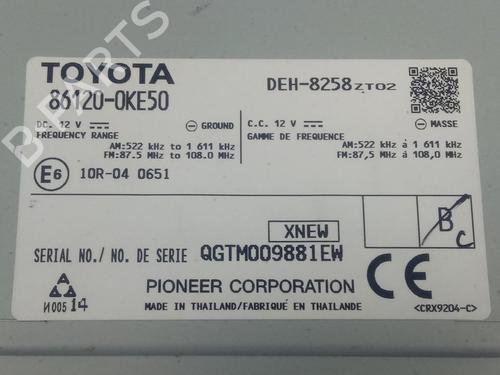 TOYOTA
DEH-8258ZT02
86120-0KE50
DC. 12 V
GROUND
C.C. 12 V
MASSE
FREQUENCY RANGE
GAMME DE FREQUENCE
AM:522 kHz to 1 611 kHz
FM:87.5 MHz to 108.0 MHz
AM:522 kHz à 1 611 kHz
FM:87,5 MHz à 108,0 MHz
E6 10R-04 0651
XNEW
B
C
SERIAL NO./ NO. DE SERIE QGTM009881EW
PIONEER CORPORATION
CE
N005 14
MADE IN THAILAND/FABRIQUÉ EN THAILANDE
<CRX9204-C>
B PARTS